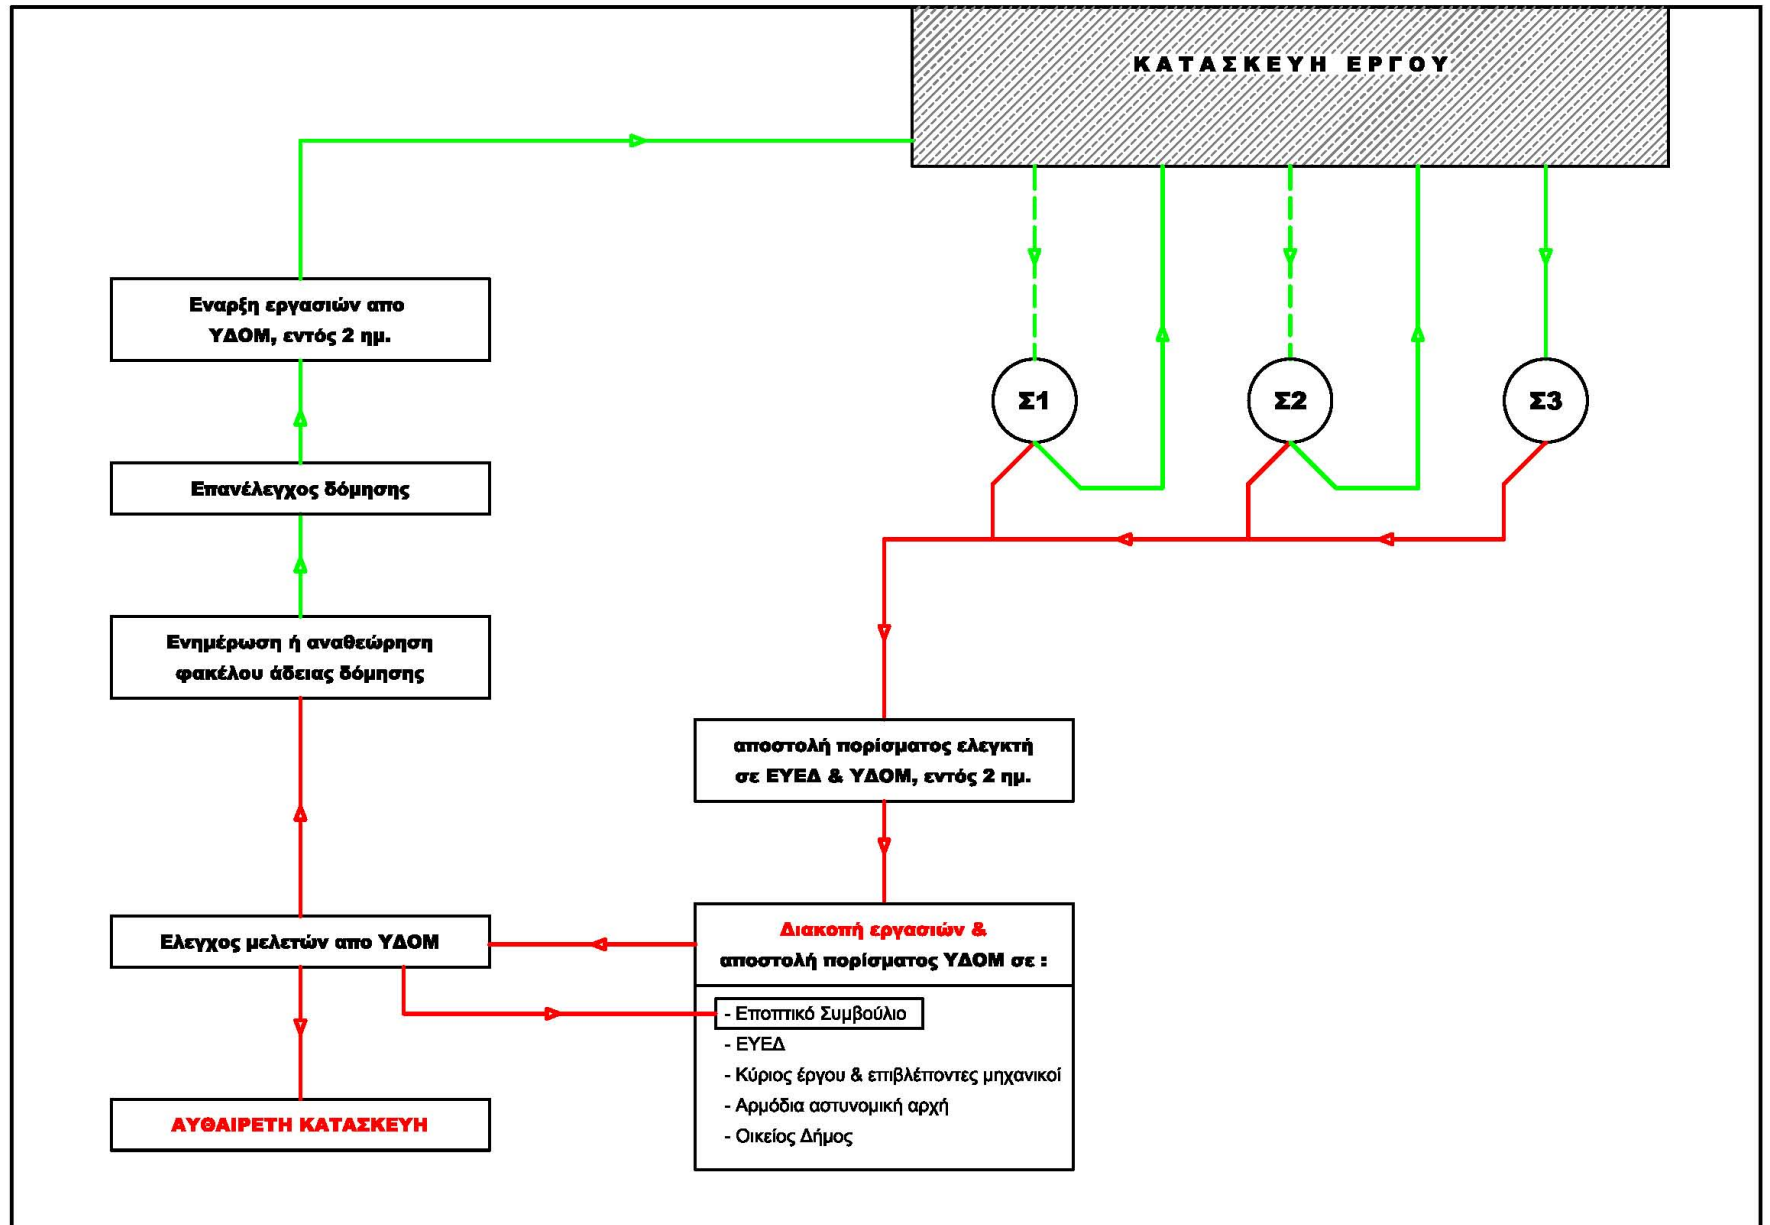 ΚΑΤΑΣΚΕΥΗ ΕΡΓΟΥ
Εναρξη εργασιών απο
ΥΔΟΜ, εντός 2 ημ.
Σ1
Σ2
Σ3
Επανέλεγχος δόμησης
Ενημέρωση ή αναθεώρηση
φακέλου άδειας δόμησης
αποστολή πορίσματος ελεγκτή
σε ΕΥΕΔ & ΥΔΟΜ, εντός 2 ημ.
Ελεγχος μελετών απο ΥΔΟΜ
Διακοπή εργασιών &
αποστολή πορίσματος ΥΔΟΜ σε :
- Εποπτικό Συμβούλιο
- ΕΥΕΔ
- Κύριος έργου & επιβλέποντες μηχανικοί
- Αρμόδια αστυνομική αρχή
- Οικείος Δήμος
ΑΥΘΑΙΡΕΤΗ ΚΑΤΑΣΚΕΥΗ